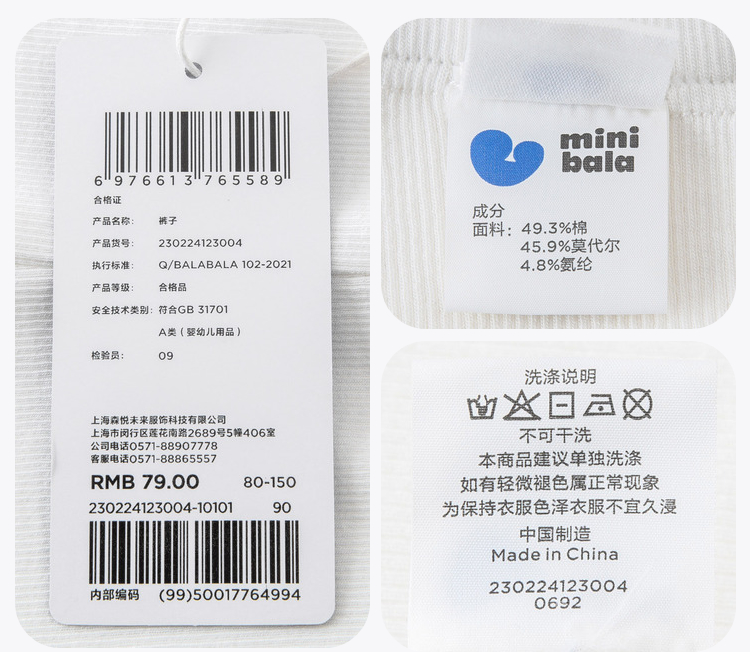 6 976613 765589
合格证
产品名称: 裤子
产品货号: 230224123004
执行标准: Q/BALABALA 102-2021
产品等级: 合格品
安全技术类别: 符合GB 31701
A类（婴幼儿用品）
检验员: 09
上海森悦未来服饰科技有限公司
上海市闵行区莲花南路2689号5幢406室
公司电话0571-88907778
客服电话0571-88865557
RMB 79.00 80-150
230224123004-10101 90
内部编码 (99)50017764994
mini
bala
成分
面料: 49.3%棉
45.9%莫代尔
4.8%氨纶
洗涤说明
不可干洗
本商品建议单独洗涤
如有轻微褪色属正常现象
为保持衣服色泽衣服不宜久浸
中国制造
Made in China
230224123004
0692